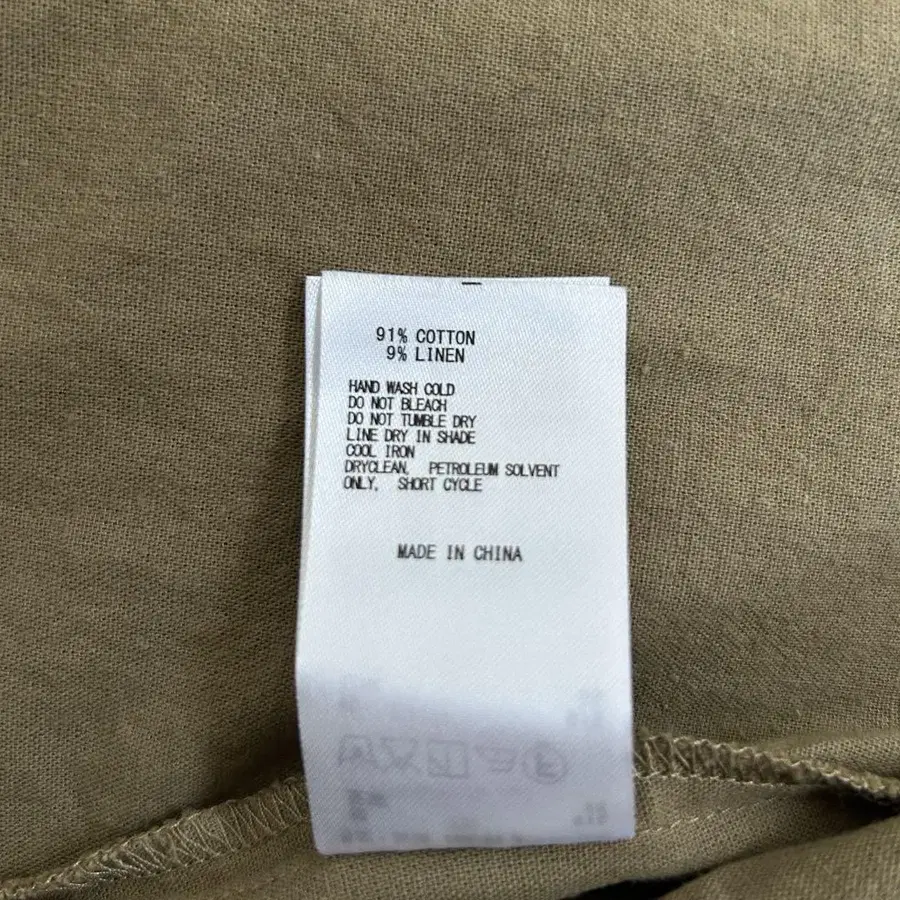 91% COTTON
9% LINEN
HAND WASH COLD
DO NOT BLEACH
DO NOT TUMBLE DRY
LINE DRY IN SHADE
COOL IRON
DRYCLEAN, PETROLEUM SOLVENT
ONLY, SHORT CYCLE
MADE IN CHINA